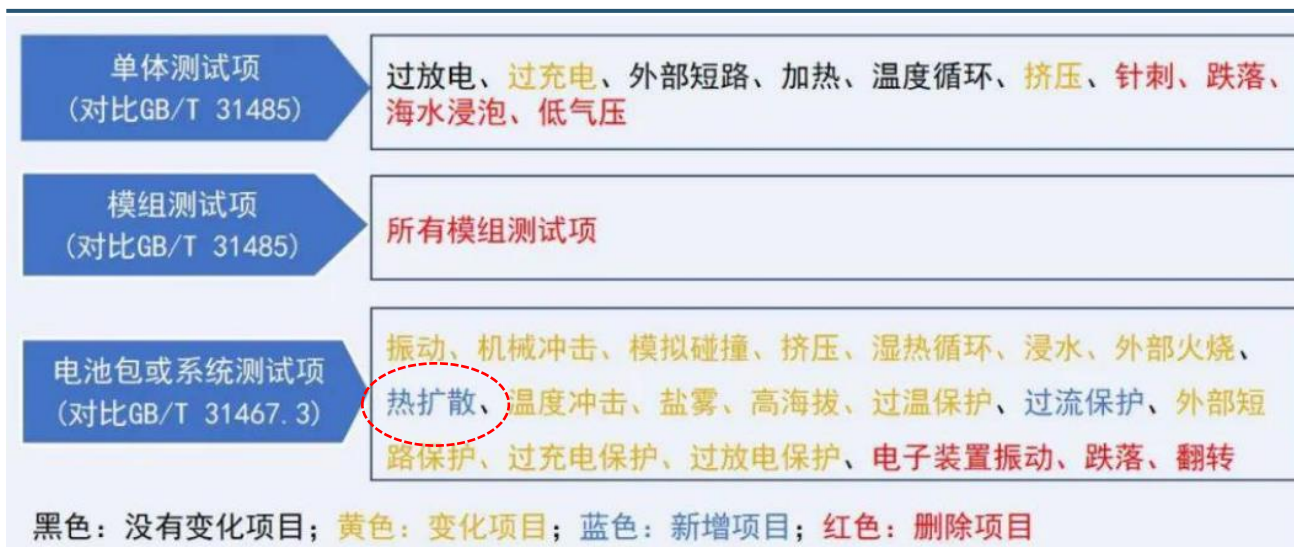 单体测试项
(对比GB/T 31485)
过放电、过充电、外部短路、加热、温度循环、挤压、针刺、跌落、
海水浸泡、低气压
模组测试项
(对比GB/T 31485)
所有模组测试项
电池包或系统测试项
(对比GB/T 31467.3)
振动、机械冲击、模拟碰撞、挤压、湿热循环、浸水、外部火烧、
热扩散、温度冲击、盐雾、高海拔、过温保护、过流保护、外部短
路保护、过充电保护、过放电保护、电子装置振动、跌落、翻转
黑色：没有变化项目；黄色：变化项目；蓝色：新增项目；红色：删除项目